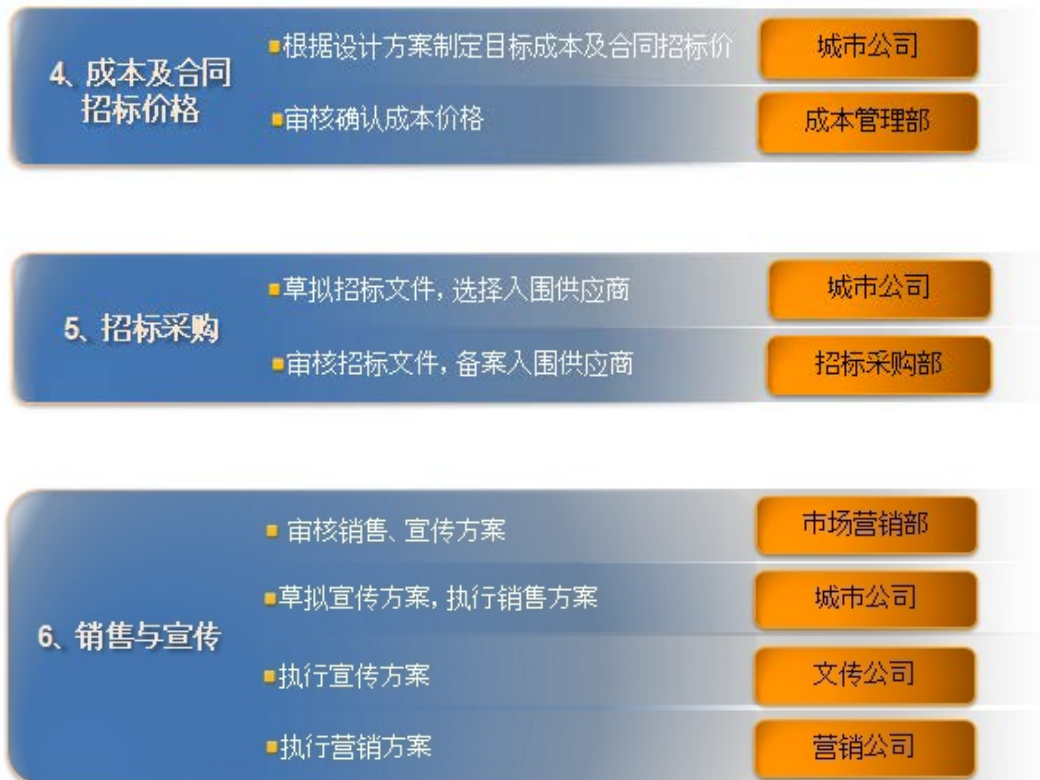 4、成本及合同
招标价格
■根据设计方案制定目标成本及合同招标价
城市公司
■审核确认成本价格
成本管理部
5、招标采购
■草拟招标文件, 选择入围供应商
城市公司
■审核招标文件, 备案入围供应商
招标采购部
6、销售与宣传
■ 审核销售、宣传方案
市场营销部
■草拟宣传方案, 执行销售方案
城市公司
■执行宣传方案
文传公司
■执行营销方案
营销公司